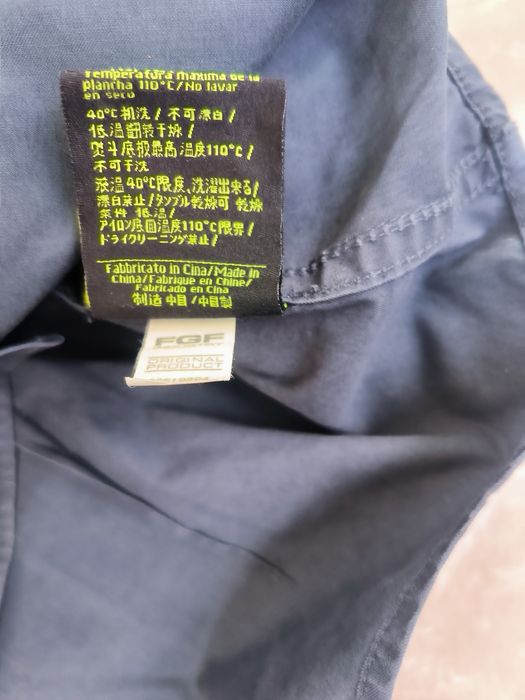 Temperatura máxima de la
plancha 110°C/No lavar
en seco
40°C机洗/不可漂白/
低温翻转干燥/
熨斗底板最高温度110°C/
不可干洗
液温40°C限度、洗濯出来る/
漂白禁止/タンブル乾燥可 乾燥
条件 低温/
アイロン底面温度110°C限界/
ドライクリーニング禁止/
Fabbricato in Cina/Made in
China/Fabrique en Chine/
Fabricado en Cina
制造 中目/中目製
FGF
ORIGINAL
PRODUCT